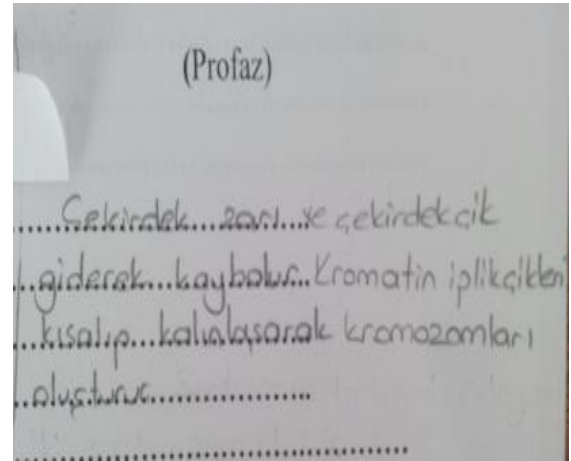 (Profaz)
Çekirdek zarı ve çekirdekçik
giderek kaybolur. Kromatin iplikçikleri
kısalıp kalınlaşarak kromozomları
oluşturur.